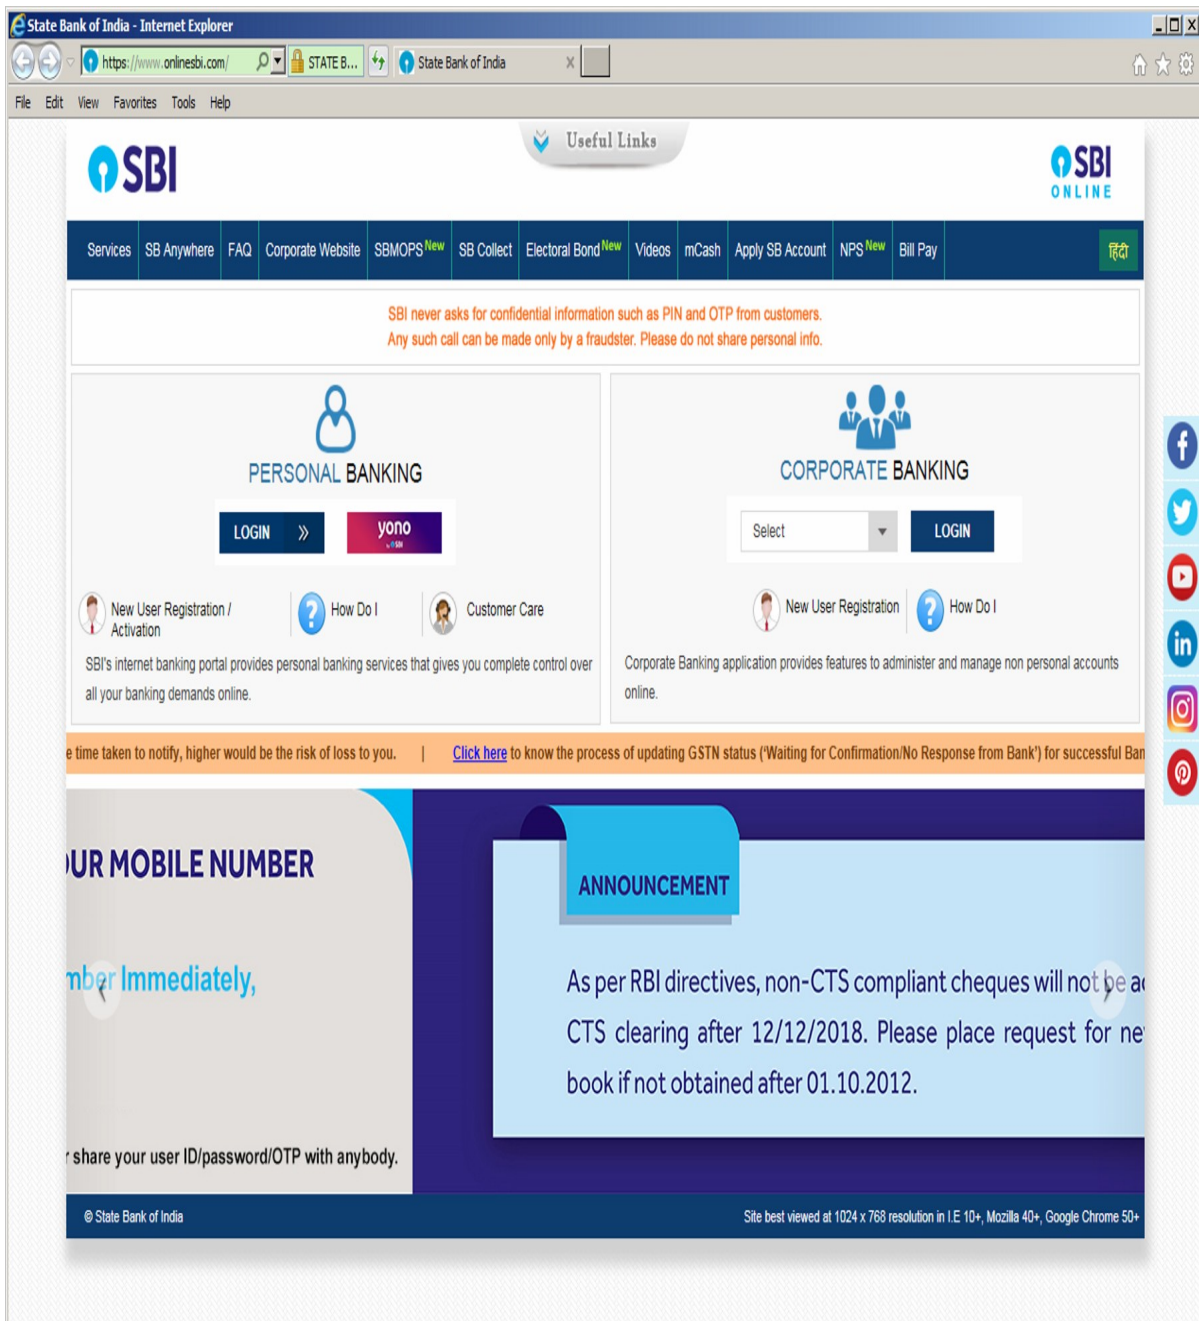 State Bank of India - Internet Explorer
https://www.onlinesbi.com/ STATE B... State Bank of India
File Edit View Favorites Tools Help
Useful Links
SBI
SBI
ONLINE
Services SB Anywhere FAQ Corporate Website SBMOPS New SB Collect Electoral Bond New Videos mCash Apply SB Account NPS New Bill Pay हिंदी
SBI never asks for confidential information such as PIN and OTP from customers.
Any such call can be made only by a fraudster. Please do not share personal info.
PERSONAL BANKING
LOGIN » yono
by SBI
New User Registration /
Activation
How Do I
Customer Care
SBI's internet banking portal provides personal banking services that gives you complete control over
all your banking demands online.
CORPORATE BANKING
Select LOGIN
New User Registration How Do I
Corporate Banking application provides features to administer and manage non personal accounts
online.
e time taken to notify, higher would be the risk of loss to you. | Click here to know the process of updating GSTN status ('Waiting for Confirmation/No Response from Bank') for successful Ban
OUR MOBILE NUMBER
mber Immediately,
r share your user ID/password/OTP with anybody.
ANNOUNCEMENT
As per RBI directives, non-CTS compliant cheques will not be ac
CTS clearing after 12/12/2018. Please place request for ne
book if not obtained after 01.10.2012.
© State Bank of India
Site best viewed at 1024 x 768 resolution in I.E 10+, Mozilla 40+, Google Chrome 50+